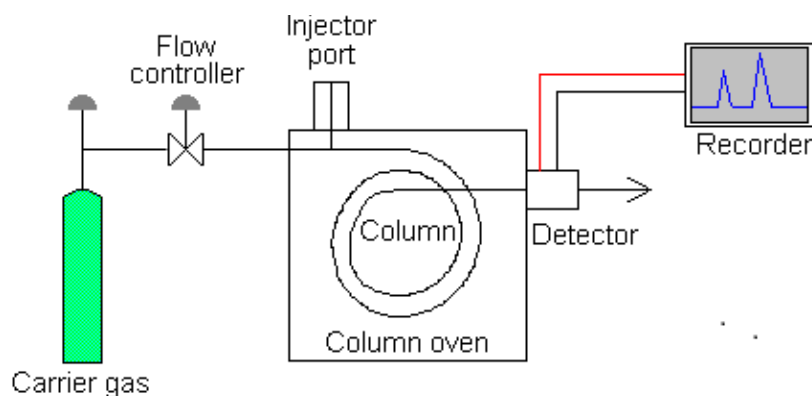 Injector
port
Flow
controller
Recorder
Column
Detector
Column oven
Carrier gas